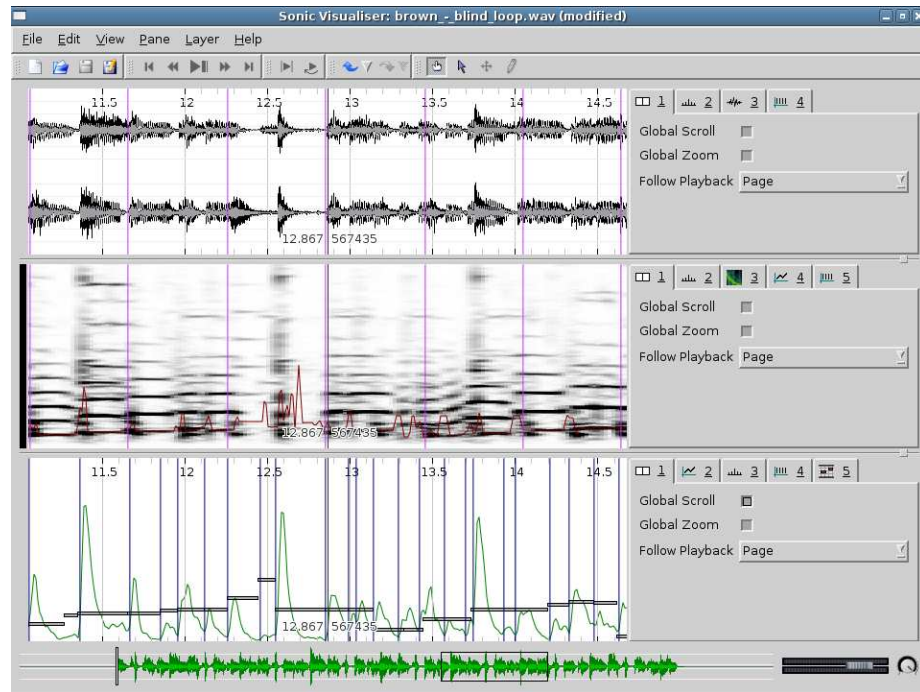 Sonic Visualiser: brown_-_blind_loop.wav (modified)
File Edit View Pane Layer Help
11.5 12 12.5 13 13.5 14 14.5
12.867 567435
1 2 3 4
Global Scroll
Global Zoom
Follow Playback Page
12.867 567435
1 2 3 4 5
Global Scroll
Global Zoom
Follow Playback Page
11.5 12 12.5 13 13.5 14 14.5
12.867 567435
1 2 3 4 5
Global Scroll
Global Zoom
Follow Playback Page